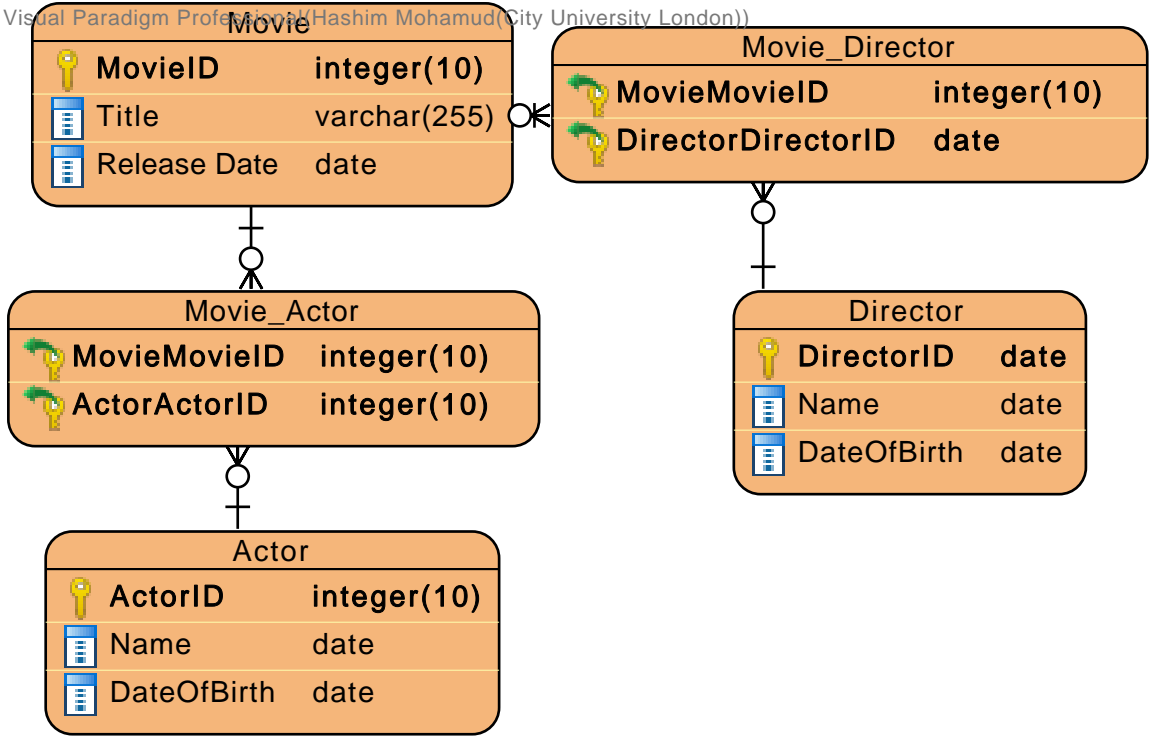 Visual Paradigm Professional(Hashim Mohamud(City University London))
Movie
MovieID integer(10)
Title varchar(255)
Release Date date
Movie_Director
MovieMovieID integer(10)
DirectorDirectorID date
Movie_Actor
MovieMovieID integer(10)
ActorActorID integer(10)
Director
DirectorID date
Name date
DateOfBirth date
Actor
ActorID integer(10)
Name date
DateOfBirth date